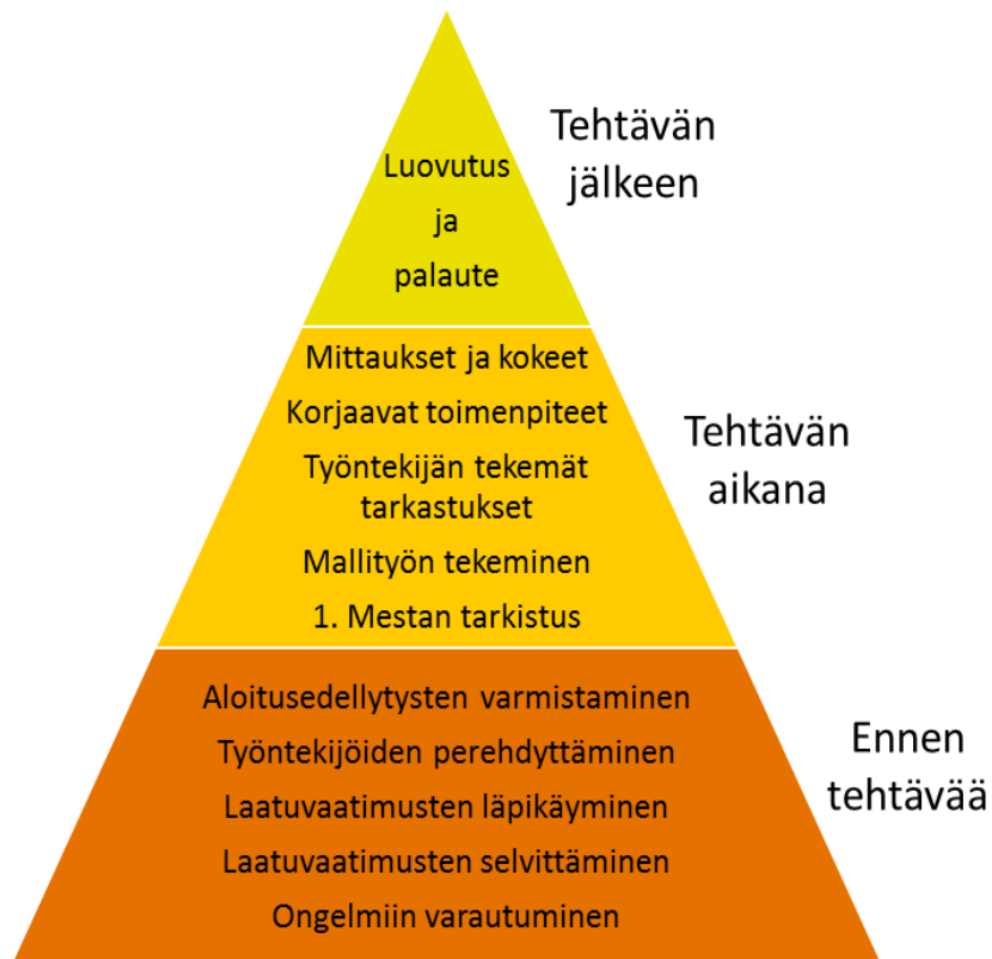 Luovutus
ja
palaute
Tehtävän
jälkeen
Mittaukset ja kokeet
Korjaavat toimenpiteet
Työntekijän tekemät
tarkastukset
Mallityön tekeminen
1. Mestan tarkistus
Tehtävän
aikana
Aloitusedellytysten varmistaminen
Työntekijöiden perehdyttäminen
Laatuvaatimusten läpikäyminen
Laatuvaatimusten selvittäminen
Ongelmiin varautuminen
Ennen
tehtävää